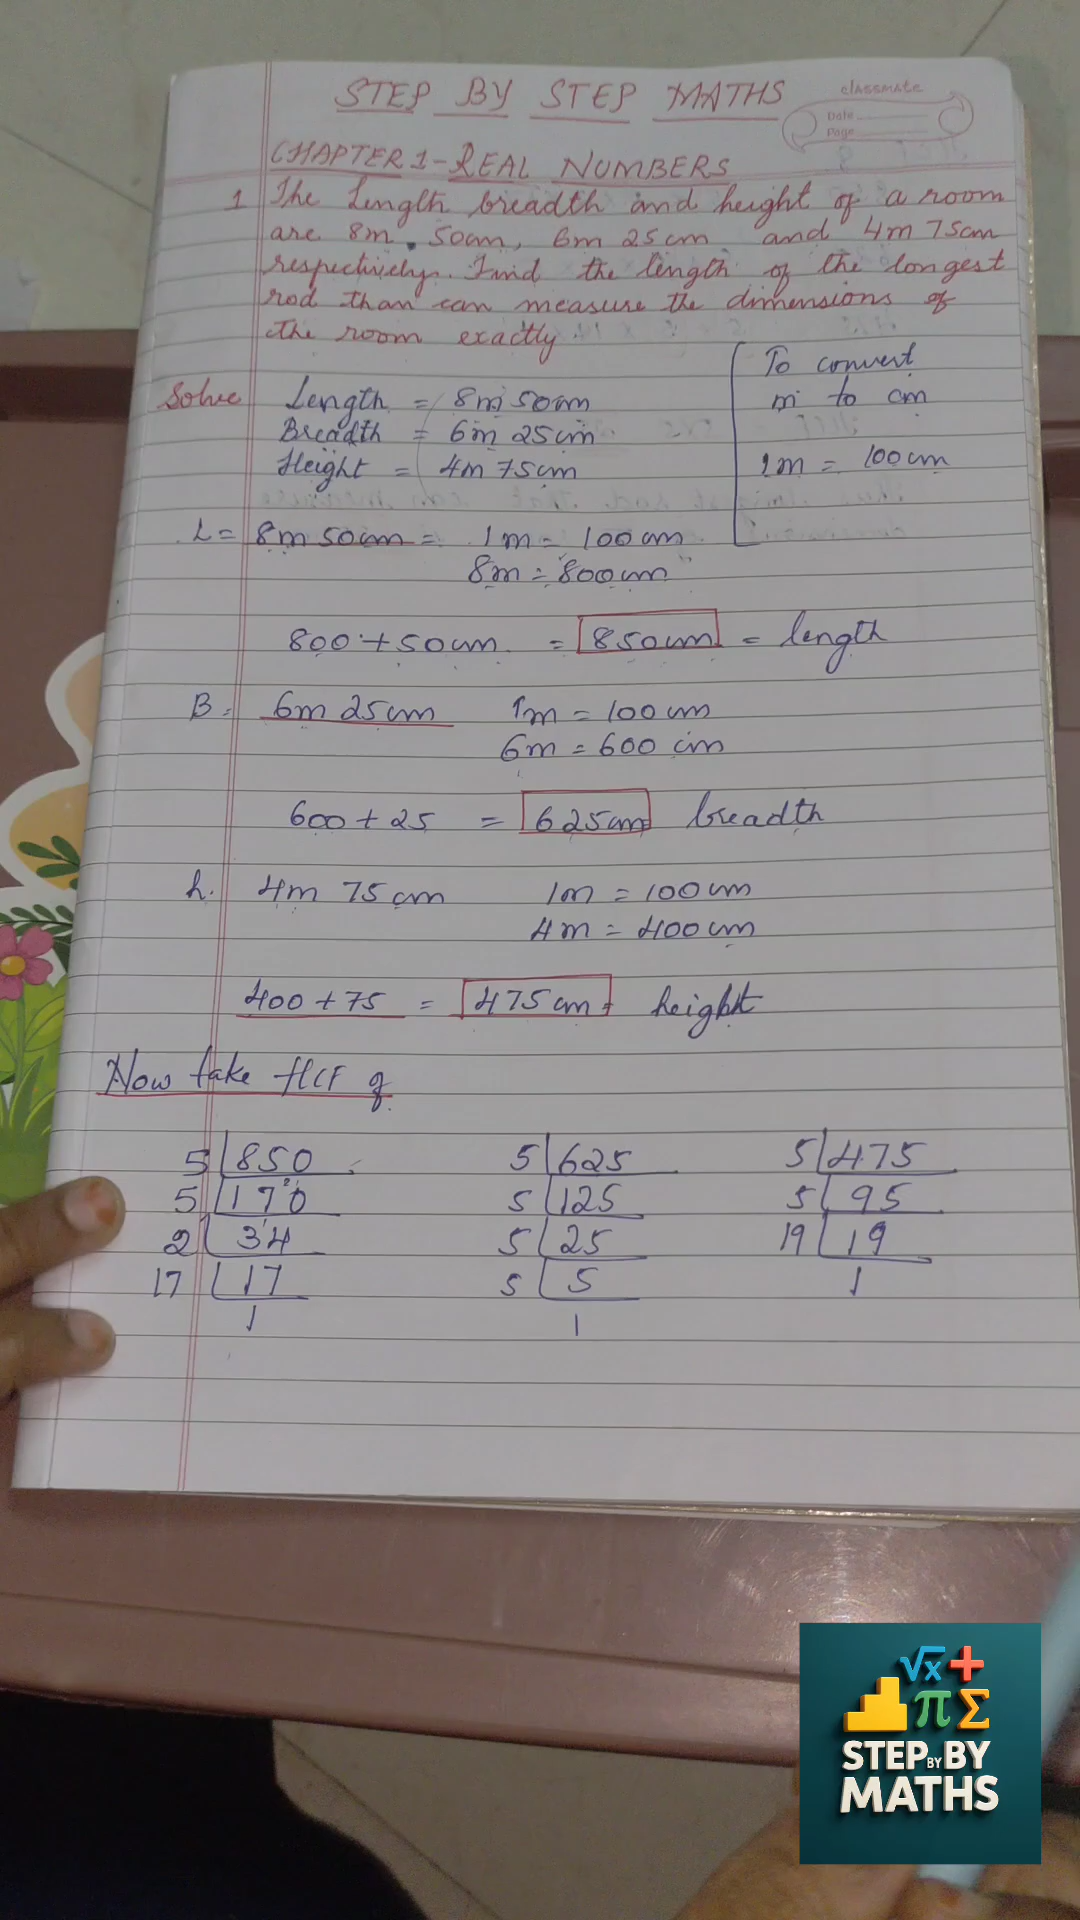 STEP BY STEP MATHS
classmate
Date
Page
CHAPTER 1 - REAL NUMBERS
1 The Length breadth and height of a room
are 8m 50cm, 6m 25cm and 4m 75cm
respectively. Find the length of the longest
rod than can measure the dimensions of
the room exactly.
Solve
Length = 8m 50cm
Breadth = 6m 25cm
Height = 4m 75cm
To convert
m to cm
1m = 100cm
L = 8m 50cm = 1m = 100cm
8m = 800cm
800 + 50cm = 850cm = length
B = 6m 25cm 1m = 100cm
6m = 600 cm
600 + 25 = 625cm breadth
h. 4m 75cm 1m = 100cm
4m = 400cm
400 + 75 = 475cm height
Now take HCF of
5 850 5 625 5 475
5 170 5 125 5 95
2 34 5 25 19 19
17 17 5 5 1
1 1
√x +
π Σ
STEP BY BY
MATHS